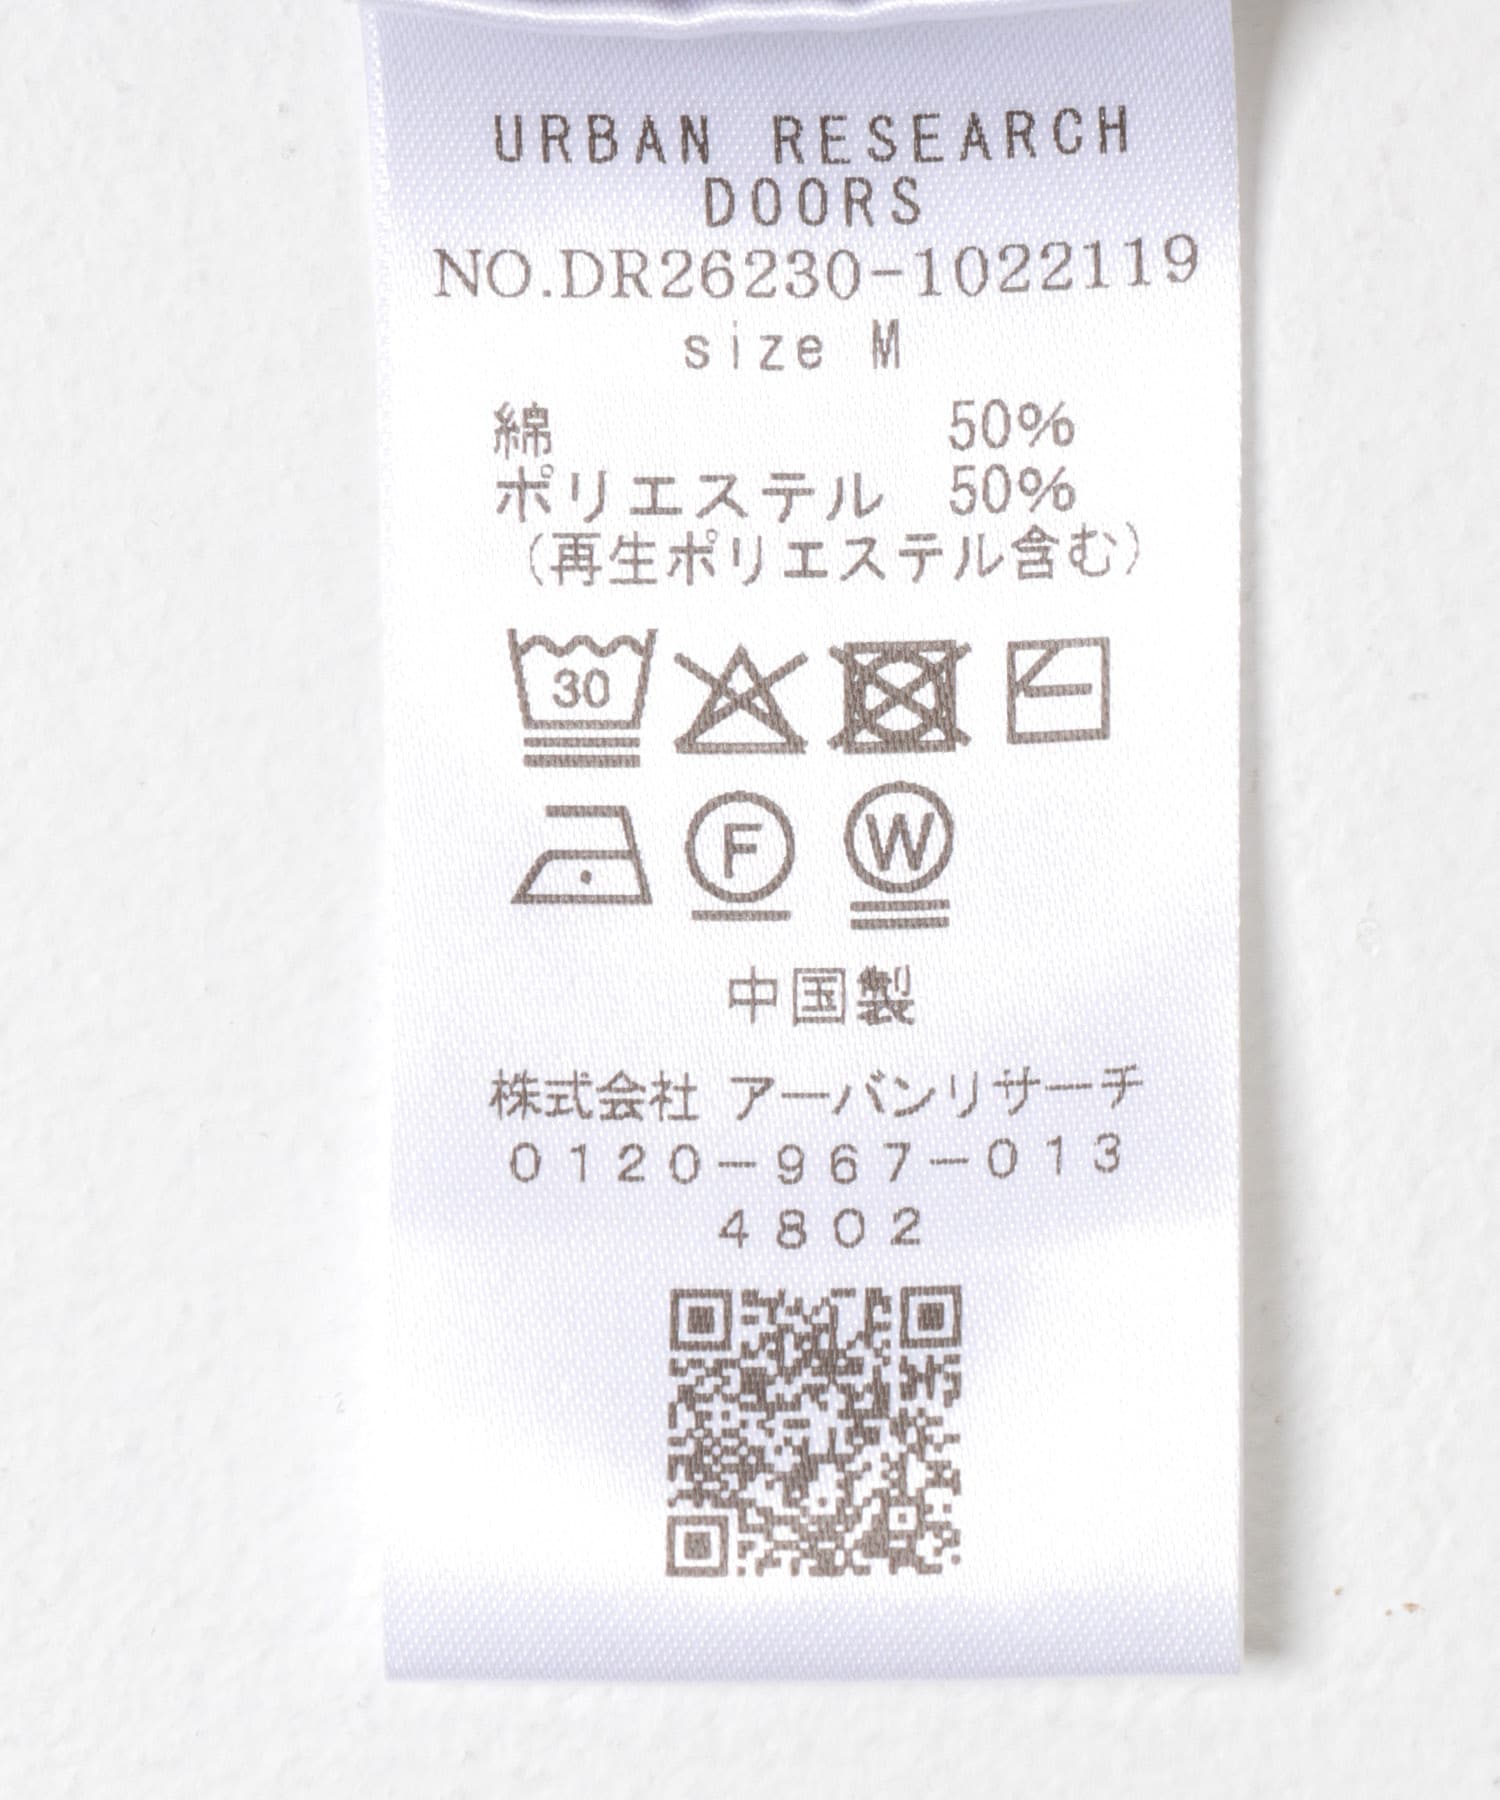 URBAN RESEARCH
DOORS
NO.DR26230-1022119
size M
綿 50%
ポリエステル 50%
(再生ポリエステル含む)
30
F W
中国製
株式会社 アーバンリサーチ
0120-967-013
4802